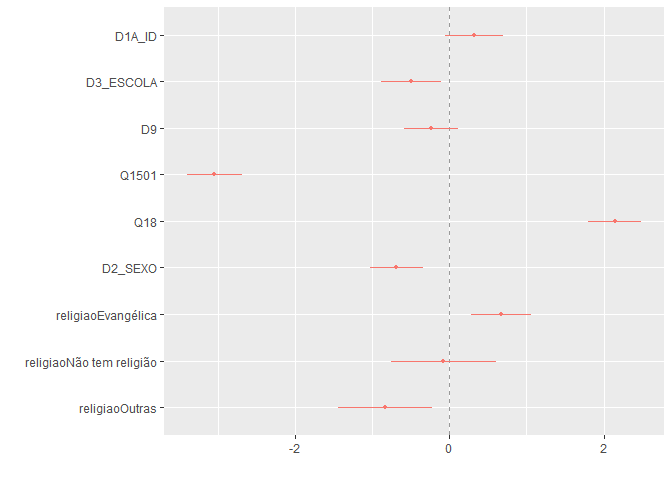 D1A_ID
D3_ESCOLA
D9
Q1501
Q18
D2_SEXO
religiaoEvangélica
religiaoNão tem religião
religiaoOutras
-2 0 2